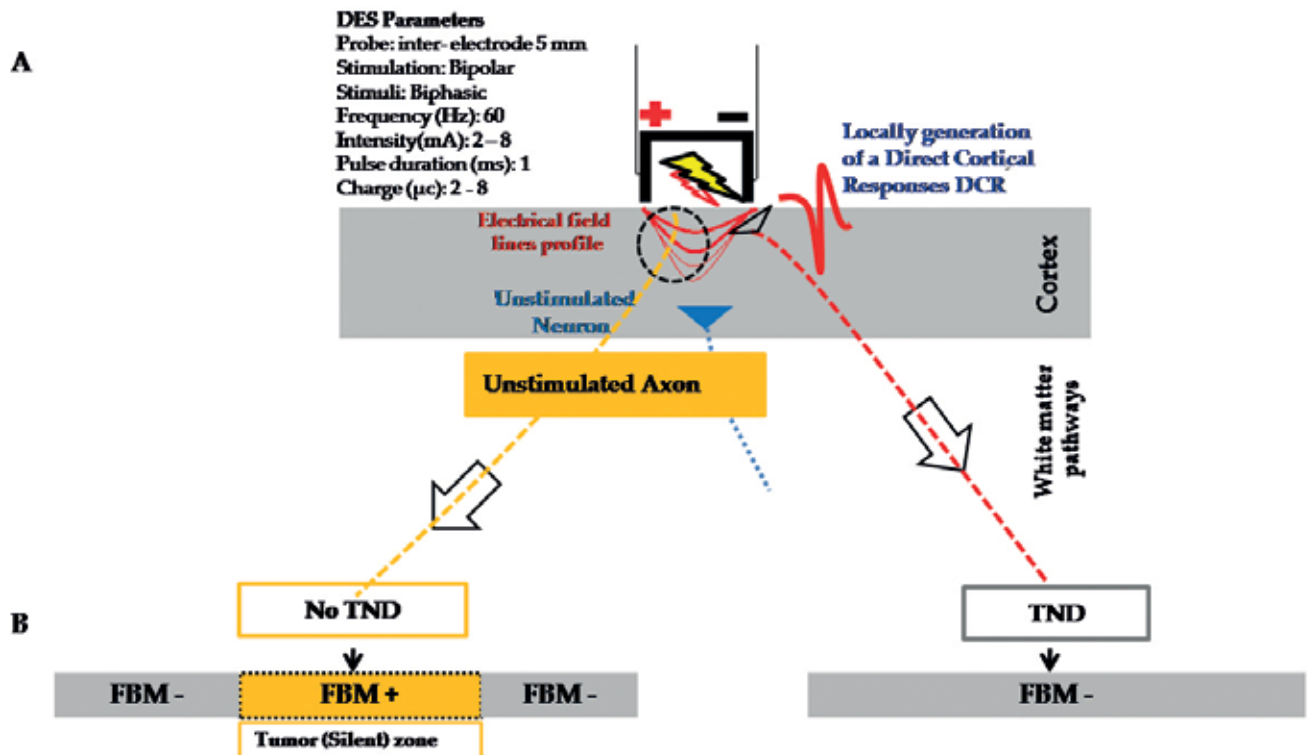 A
DES Parameters
Probe: inter-electrode 5 mm
Stimulation: Bipolar
Stimuli: Biphasic
Frequency (Hz): 60
Intensity(mA): 2 – 8
Pulse duration (ms): 1
Charge (µc): 2 - 8
+ -
Locally generation
of a Direct Cortical
Responses DCR
Electrical field
lines profile
Unstimulated
Neuron
Cortex
Unstimulated Axon
White matter
pathways
No TND
TND
B
FBM -
FBM +
FBM -
FBM -
Tumor (Silent) zone